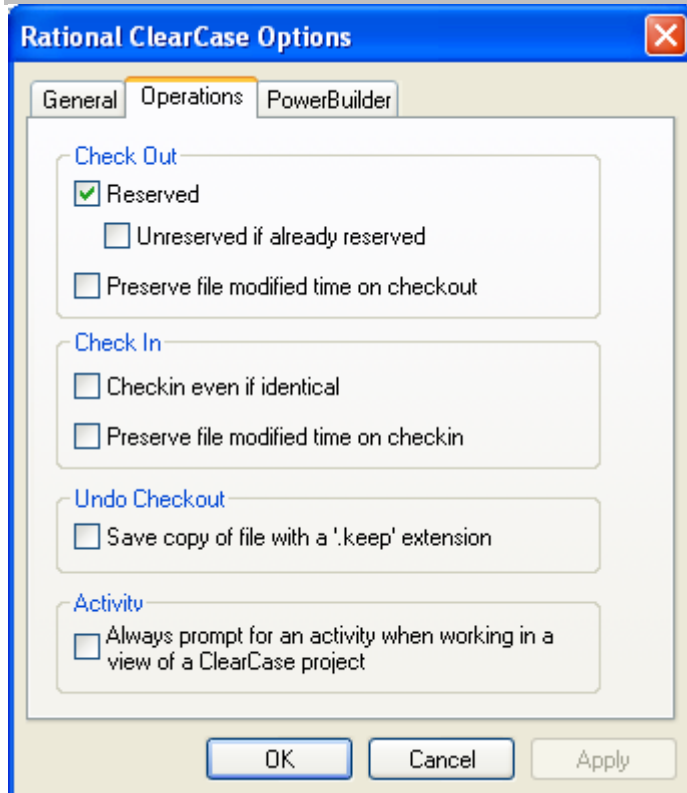 Rational ClearCase Options
General
Operations
PowerBuilder
Check Out
Reserved
Unreserved if already reserved
Preserve file modified time on checkout
Check In
Checkin even if identical
Preserve file modified time on checkin
Undo Checkout
Save copy of file with a '.keep' extension
Activity
Always prompt for an activity when working in a
view of a ClearCase project
OK
Cancel
Apply